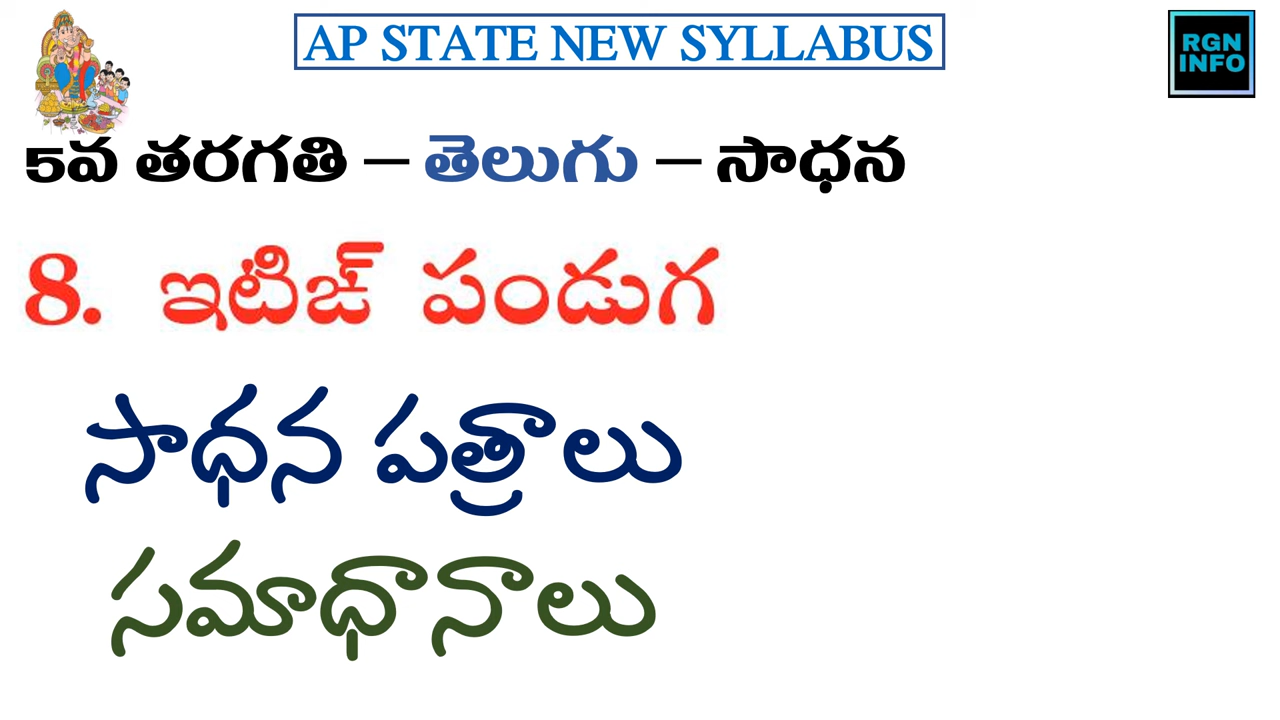 AP STATE NEW SYLLABUS
RGN
INFO
5వ తరగతి – తెలుగు – సాధన
8. ఇటిజ్ పండుగ
సాధన పత్రాలు
సమాధానాలు